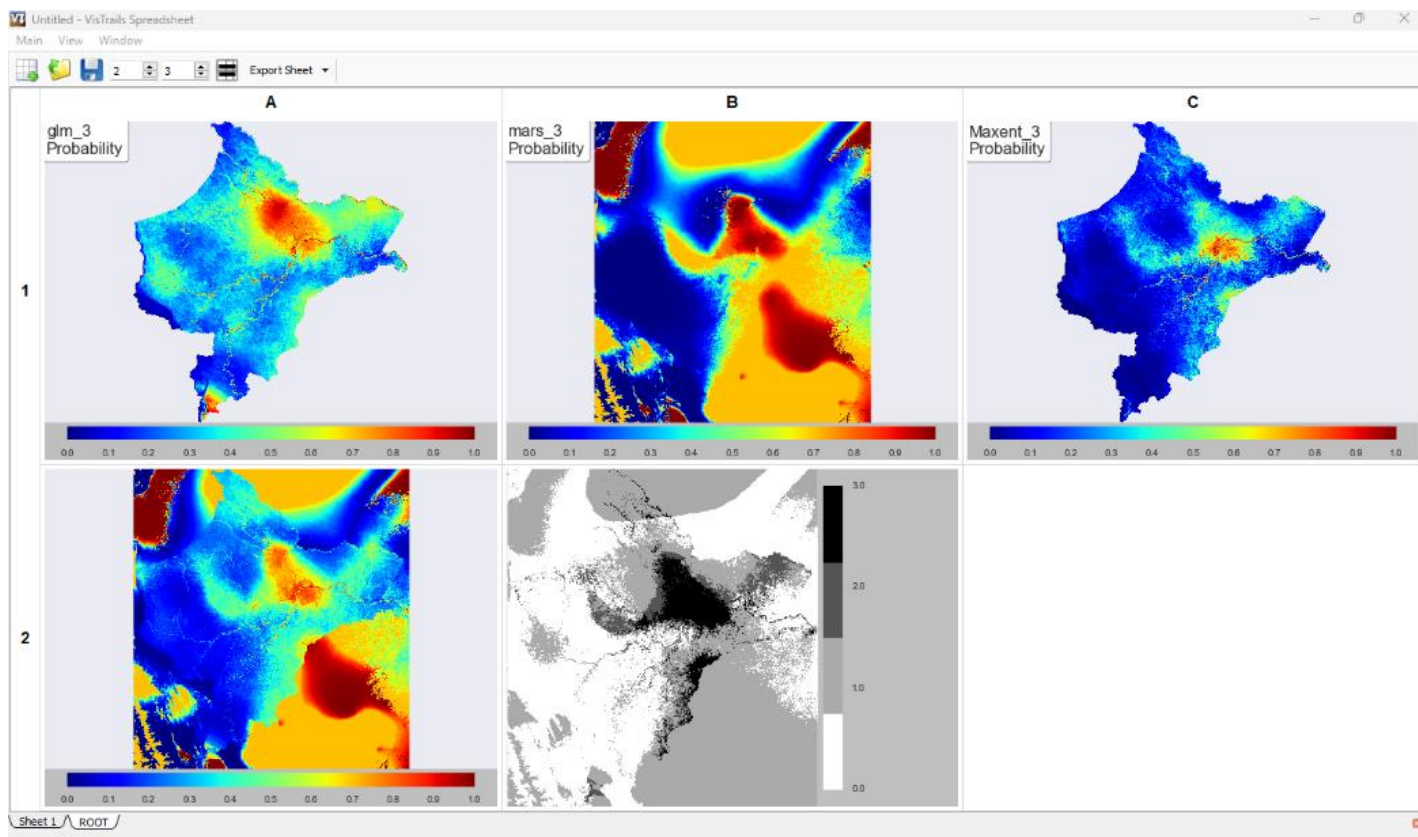 VT Untitled - VisTrails Spreadsheet
Main View Window
2 3 Export Sheet
A B C
1
glm_3
Probability
mars_3
Probability
Maxent_3
Probability
0.0 0.1 0.2 0.3 0.4 0.5 0.6 0.7 0.8 0.9 1.0
0.0 0.1 0.2 0.3 0.4 0.5 0.6 0.7 0.8 0.9 1.0
0.0 0.1 0.2 0.3 0.4 0.5 0.6 0.7 0.8 0.9 1.0
2
0.0 0.1 0.2 0.3 0.4 0.5 0.6 0.7 0.8 0.9 1.0
3.0
2.0
1.0
0.0
Sheet 1 ROOT